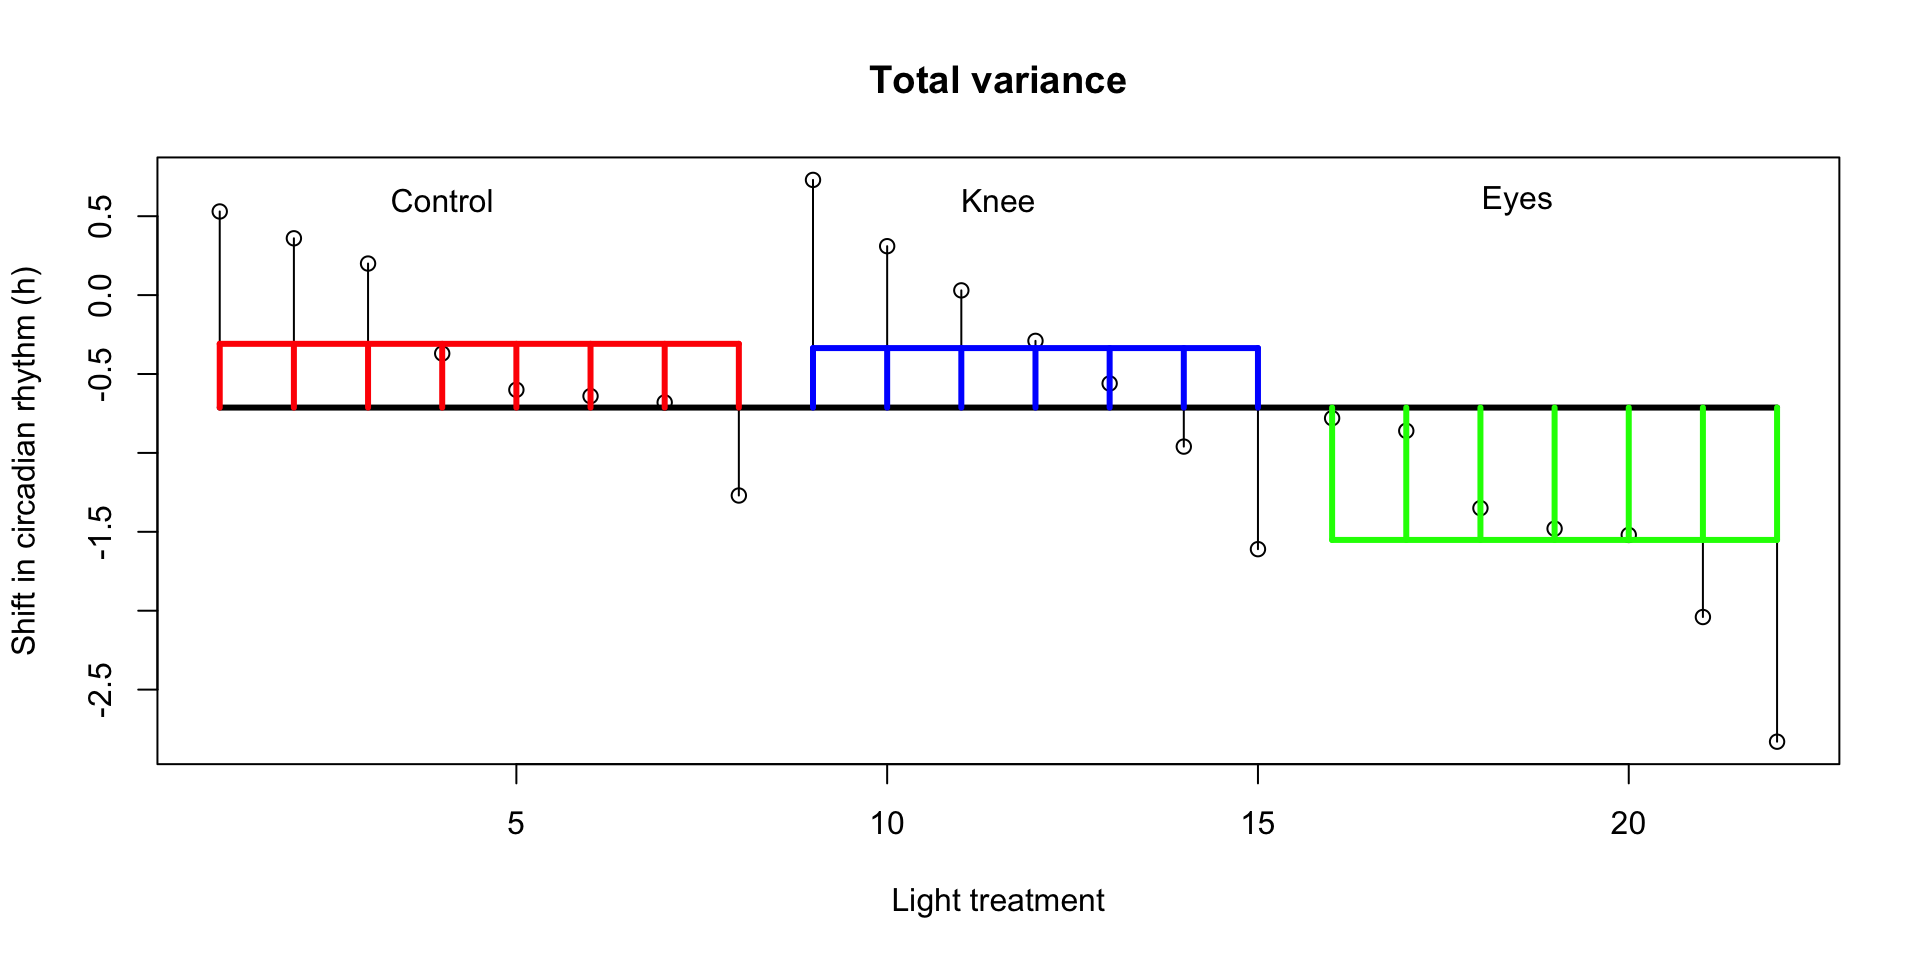 Total variance
Control
Knee
Eyes
Shift in circadian rhythm (h)
0.5
0.0
-0.5
-1.5
-2.5
5
10
15
20
Light treatment